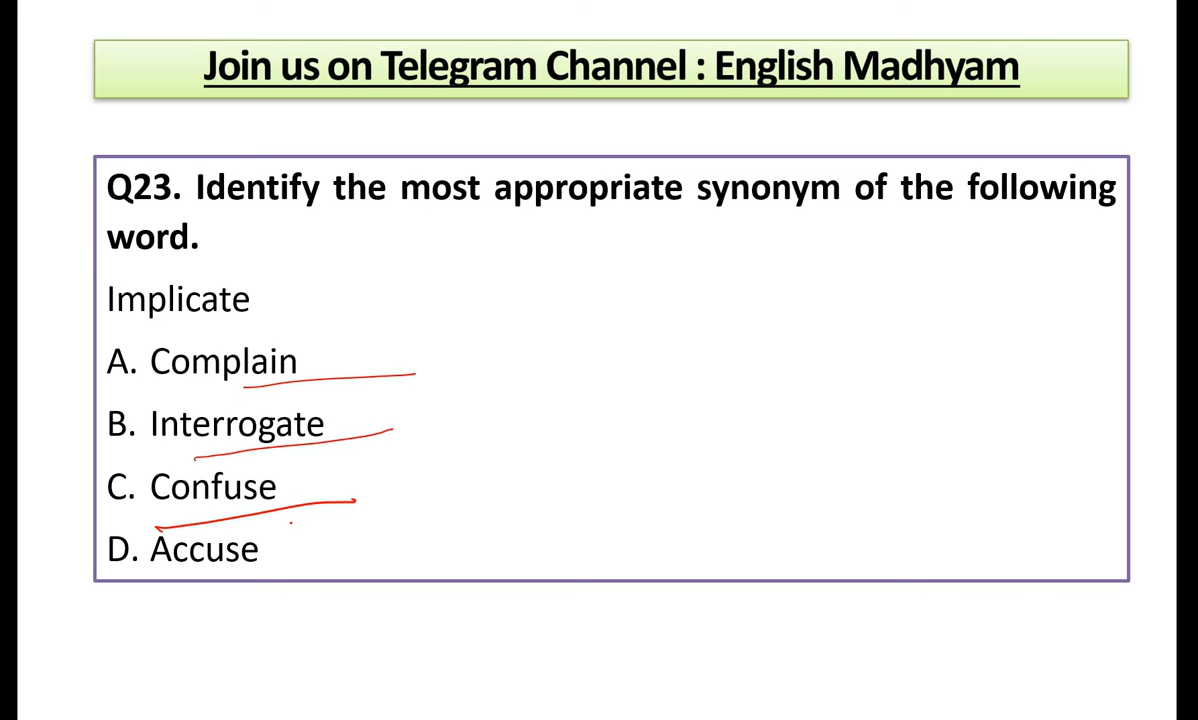 Join us on Telegram Channel : English Madhyam
Q23. Identify the most appropriate synonym of the following
word.
Implicate
A. Complain
B. Interrogate
C. Confuse
D. Accuse